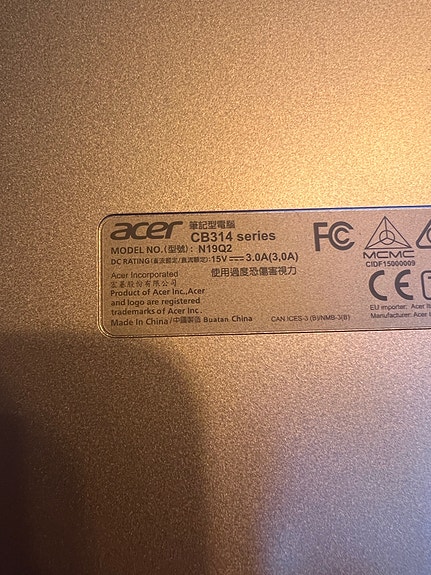 acer 筆記型電腦
CB314 series
MODEL NO.(型號): N19Q2
DC RATING(直流額定/直流額定):15V⎓3.0A(3,0A)
Acer Incorporated 使用過度恐傷害視力
宏碁股份有限公司
Product of Acer Inc., Acer
and logo are registered
trademarks of Acer Inc.
Made in China/中國製造 Buatan China
CAN ICES-3 (B)/NMB-3(B)
FC
MCMC
CIDF15000009
CE
EU importer: Acer
Manufacturer: Acer